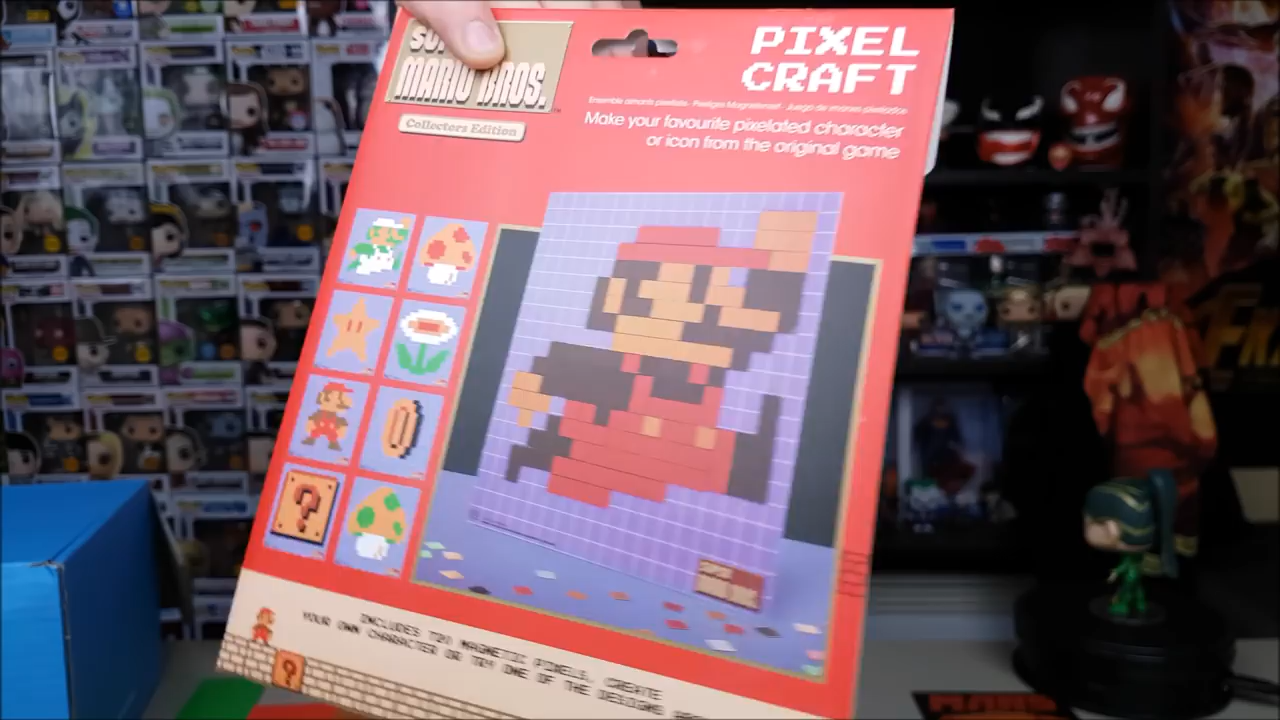 SUPER
MARIO BROS.
Collectors Edition
PIXEL
CRAFT
Make your favourite pixelated character
or icon from the original game
INCLUDES 720 MAGNETIC PIXELS, CREATE
YOUR OWN CHARACTER OR TRY ONE OF THE DESIGNS